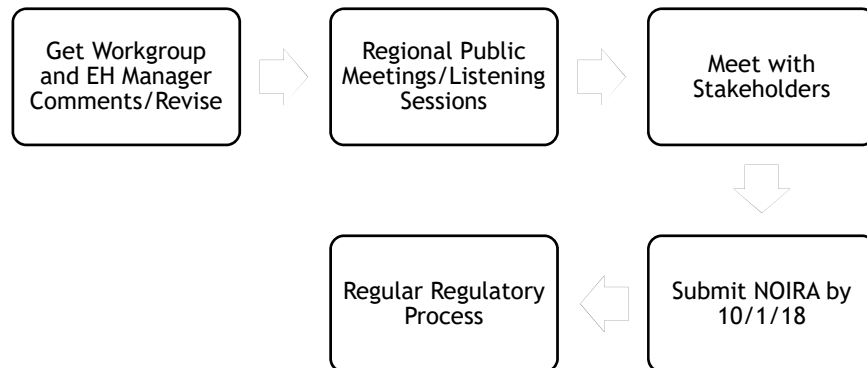 Get Workgroup
and EH Manager
Comments/Revise
Regional Public
Meetings/Listening
Sessions
Meet with
Stakeholders
Submit NOIRA by
10/1/18
Regular Regulatory
Process